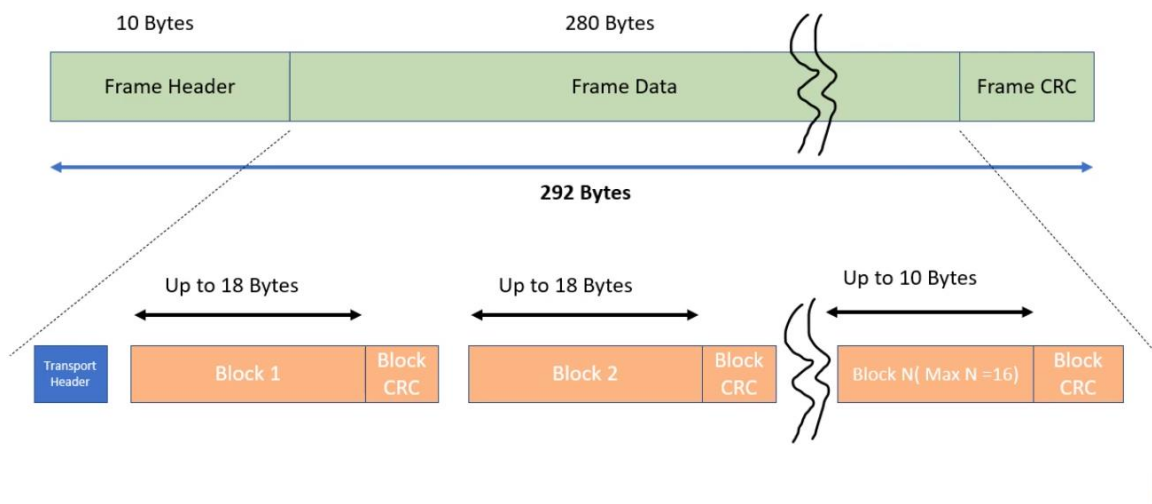 10 Bytes
280 Bytes
Frame Header
Frame Data
Frame CRC
292 Bytes
Up to 18 Bytes
Up to 18 Bytes
Up to 10 Bytes
Transport
Header
Block 1
Block
CRC
Block 2
Block
CRC
Block N( Max N =16)
Block
CRC